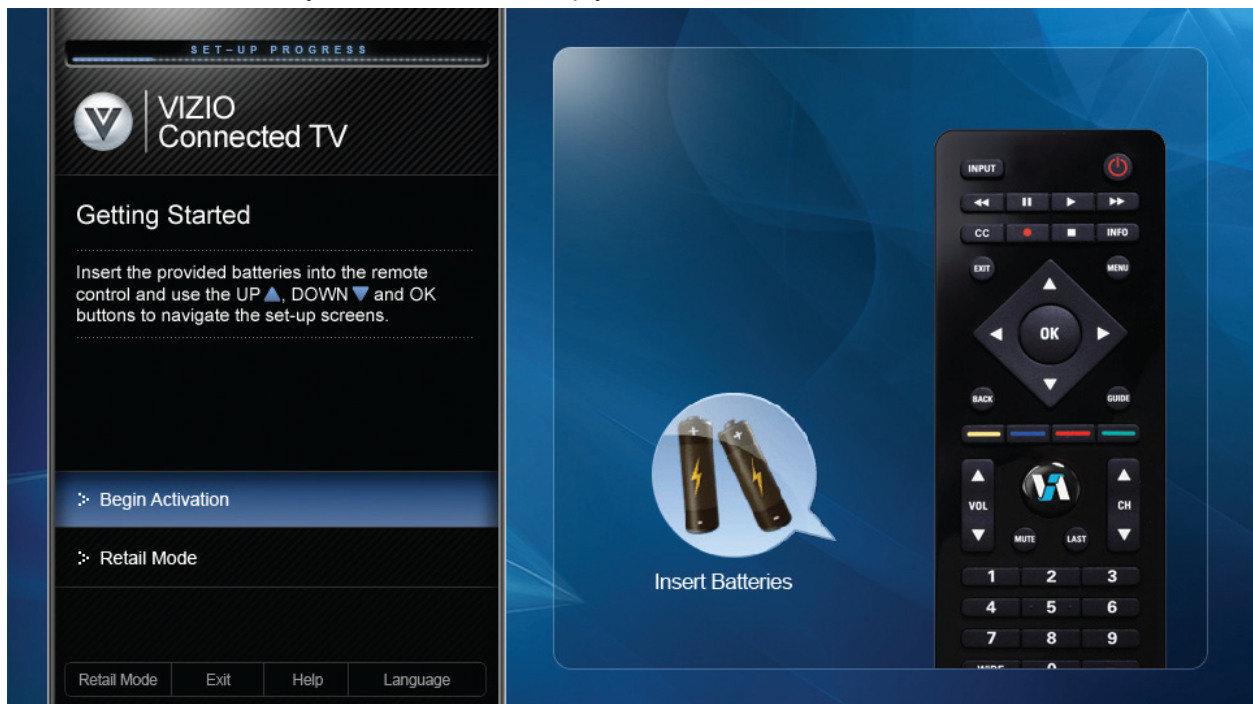 SET-UP PROGRESS
VIZIO
Connected TV
Getting Started
Insert the provided batteries into the remote
control and use the UP ▲, DOWN ▼ and OK
buttons to navigate the set-up screens.
Begin Activation
Retail Mode
Retail Mode Exit Help Language
Insert Batteries
INPUT
CC INFO
EXIT MENU
OK
BACK GUIDE
VOL CH
MUTE LAST
1 2 3
4 5 6
7 8 9
WIDE 0